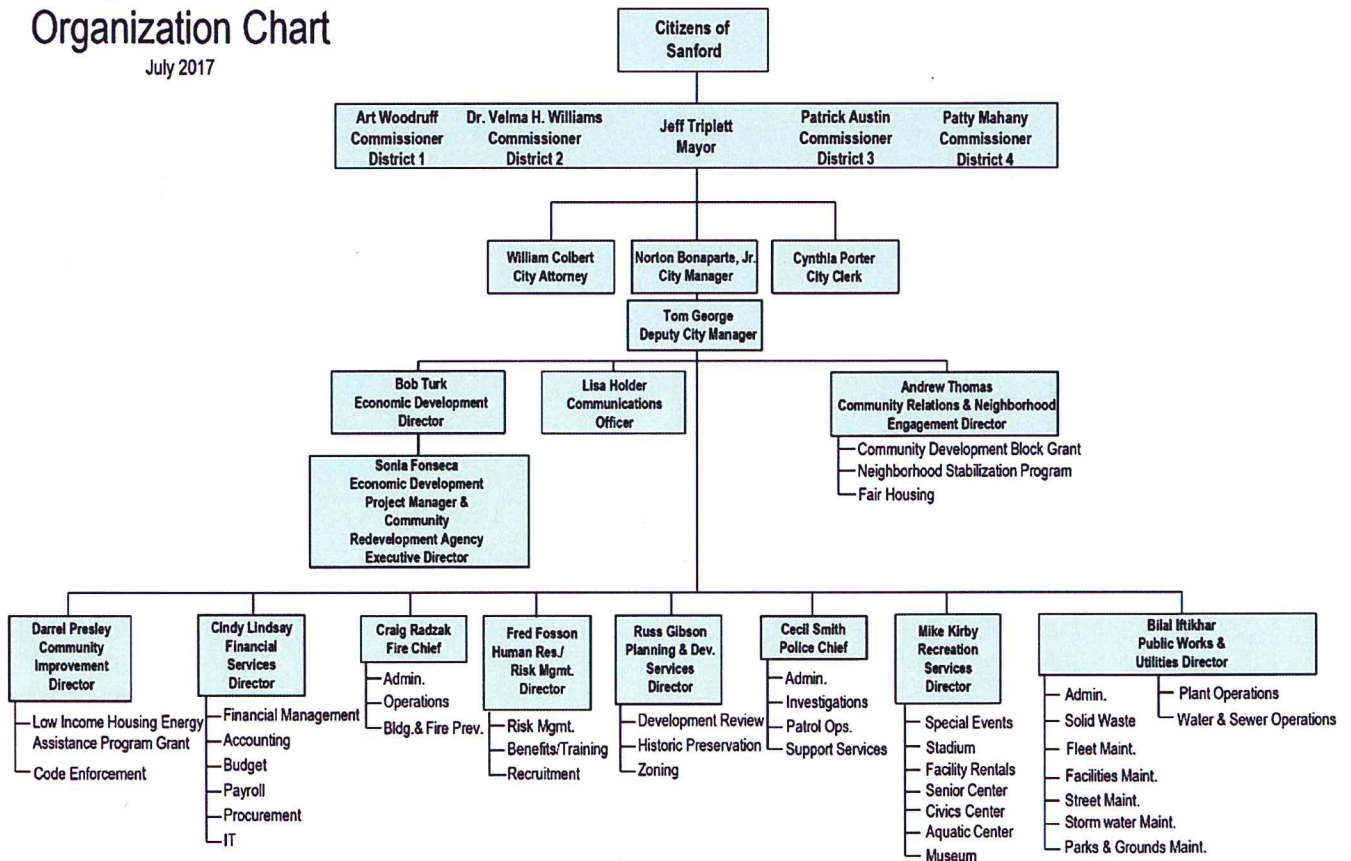 Organization Chart
July 2017
Citizens of
Sanford
Art Woodruff
Commissioner
District 1
Dr. Velma H. Williams
Commissioner
District 2
Jeff Triplett
Mayor
Patrick Austin
Commissioner
District 3
Patty Mahany
Commissioner
District 4
William Colbert
City Attorney
Norton Bonaparte, Jr.
City Manager
Cynthia Porter
City Clerk
Tom George
Deputy City Manager
Bob Turk
Economic Development
Director
Lisa Holder
Communications
Officer
Andrew Thomas
Community Relations & Neighborhood
Engagement Director
Community Development Block Grant
Neighborhood Stabilization Program
Fair Housing
Sonia Fonseca
Economic Development
Project Manager &
Community
Redevelopment Agency
Executive Director
Darrel Presley
Community
Improvement
Director
Low Income Housing Energy
Assistance Program Grant
Code Enforcement
Cindy Lindsay
Financial
Services
Director
Financial Management
Accounting
Budget
Payroll
Procurement
IT
Craig Radzak
Fire Chief
Admin.
Operations
Bldg.& Fire Prev.
Fred Fosson
Human Res./
Risk Mgmt.
Director
Risk Mgmt.
Benefits/Training
Recruitment
Russ Gibson
Planning & Dev.
Services
Director
Development Review
Historic Preservation
Zoning
Cecil Smith
Police Chief
Admin.
Investigations
Patrol Ops.
Support Services
Mike Kirby
Recreation
Services
Director
Special Events
Stadium
Facility Rentals
Senior Center
Civics Center
Aquatic Center
Museum
Bilal Iftikhar
Public Works &
Utilities Director
Admin.
Solid Waste
Fleet Maint.
Facilities Maint.
Street Maint.
Storm water Maint.
Parks & Grounds Maint.
Plant Operations
Water & Sewer Operations